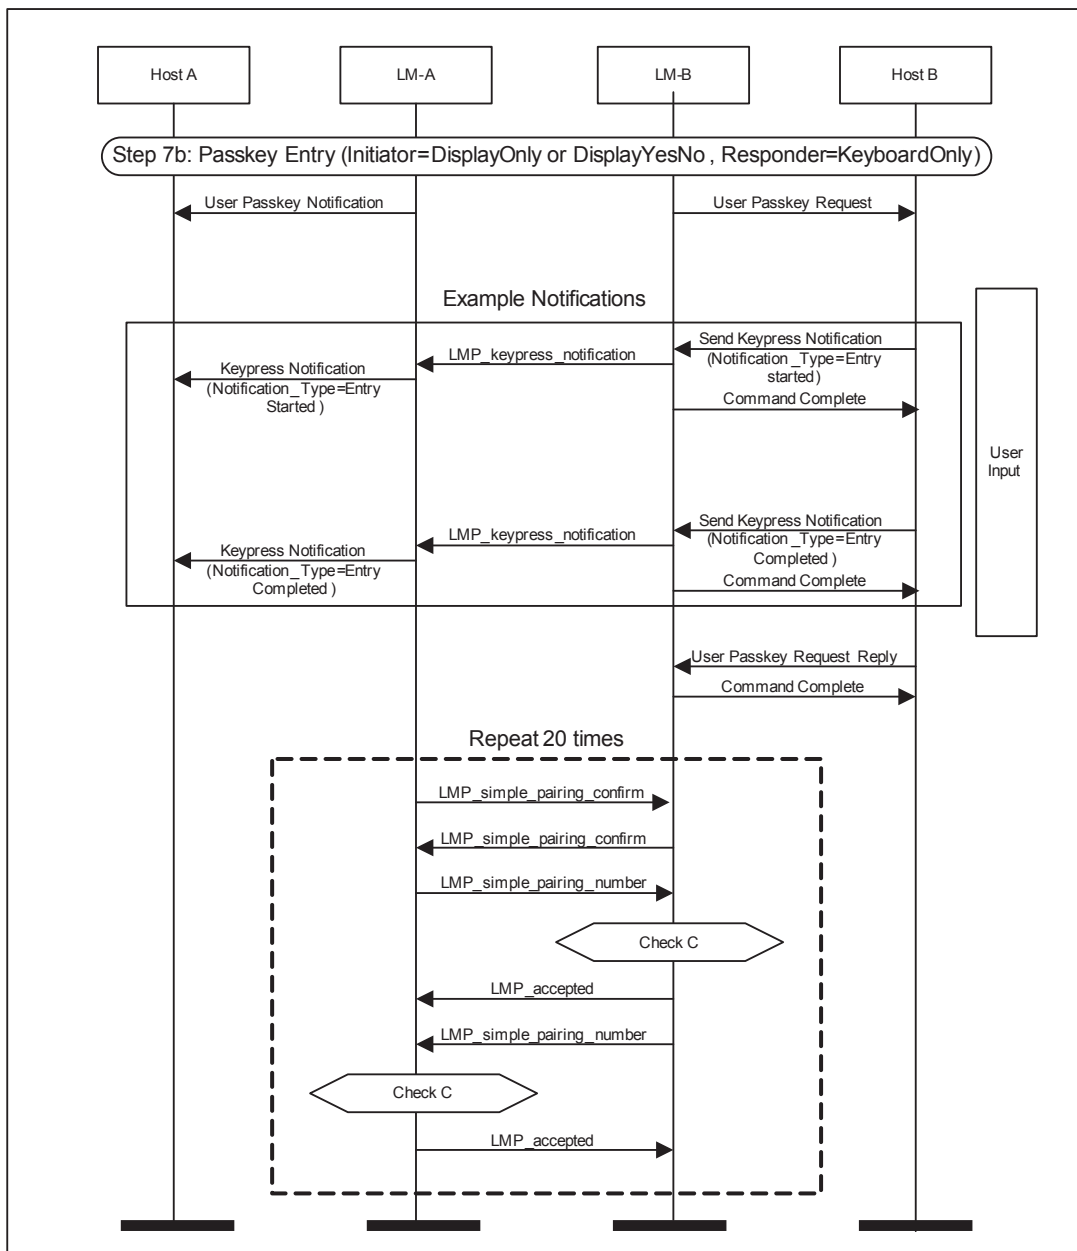 Host A
LM-A
LM-B
Host B
Step 7b: Passkey Entry (Initiator=DisplayOnly or DisplayYesNo , Responder=KeyboardOnly)
User Passkey Notification
User Passkey Request
Example Notifications
Send Keypress Notification
(Notification_Type=Entry
started)
LMP_keypress_notification
Keypress Notification
(Notification_Type=Entry
Started )
Command Complete
User
Input
Send Keypress Notification
(Notification_Type=Entry
Completed )
LMP_keypress_notification
Keypress Notification
(Notification_Type=Entry
Completed )
Command Complete
User Passkey Request Reply
Command Complete
Repeat 20 times
LMP_simple_pairing_confirm
LMP_simple_pairing_confirm
LMP_simple_pairing_number
Check C
LMP_accepted
LMP_simple_pairing_number
Check C
LMP_accepted